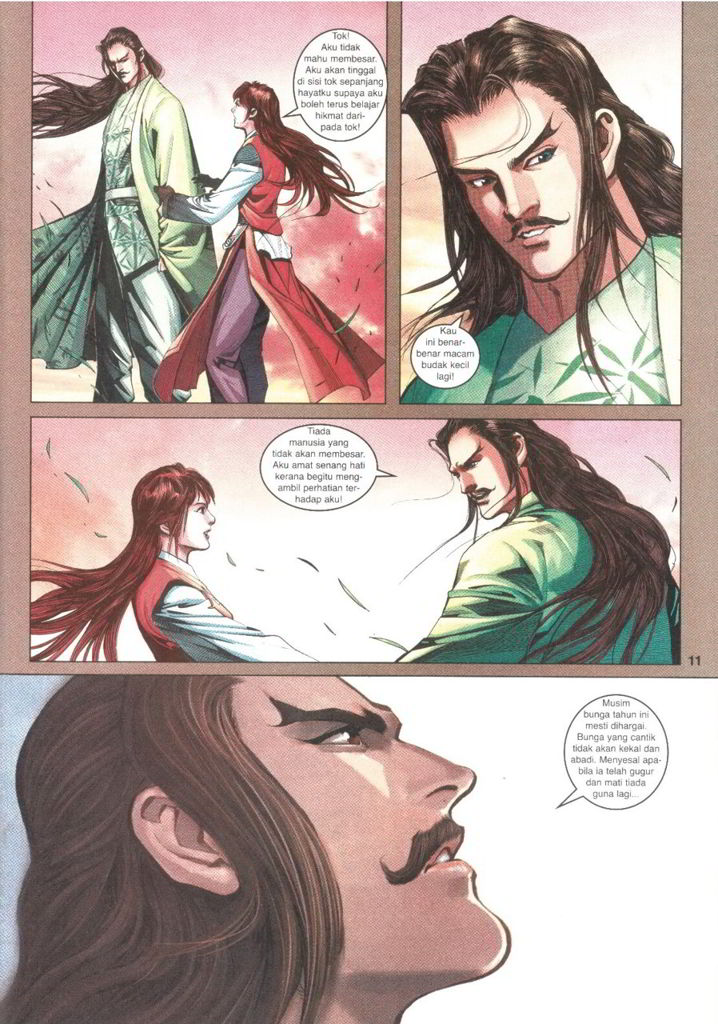 Tok!
Aku tidak
mahu membesar.
Aku akan tinggal
di sisi tok sepanjang
hayatku supaya aku
boleh terus belajar
hikmat dari-
pada tok!
Kau
ini benar-
benar macam
budak kecil
lagi!
Tiada
manusia yang
tidak akan membesar.
Aku amat senang hati
kerana begitu meng-
ambil perhatian ter-
hadap aku!
11
Musim
bunga tahun ini
mesti dihargai.
Bunga yang cantik
tidak akan kekal dan
abadi. Menyesal apa-
bila ia telah gugur
dan mati tiada
guna lagi...